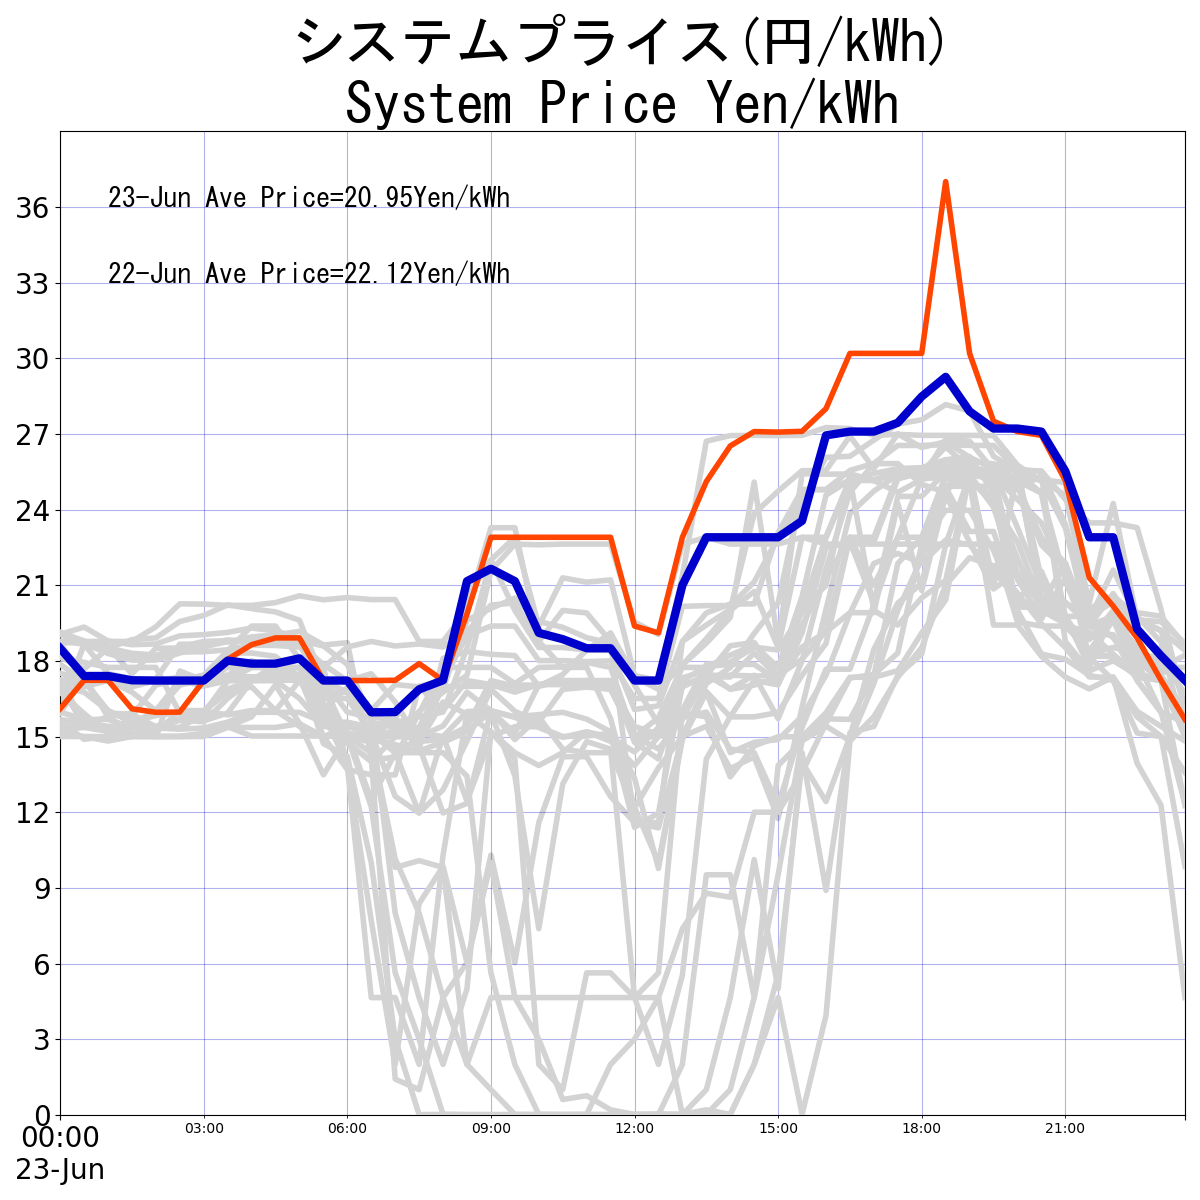 システムプライス(円/kWh)
System Price Yen/kWh
23-Jun Ave Price=20.95Yen/kWh
22-Jun Ave Price=22.12Yen/kWh
36
33
30
27
24
21
18
15
12
9
6
3
0
00:00 03:00 06:00 09:00 12:00 15:00 18:00 21:00
23-Jun